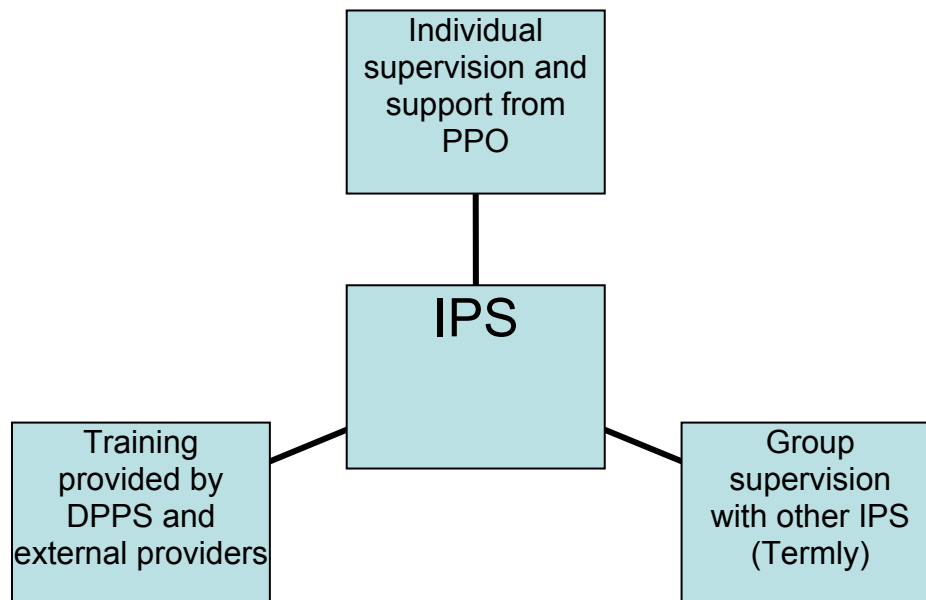 Individual
supervision and
support from
PPO
IPS
Training
provided by
DPPS and
external providers
Group
supervision
with other IPS
(Termly)